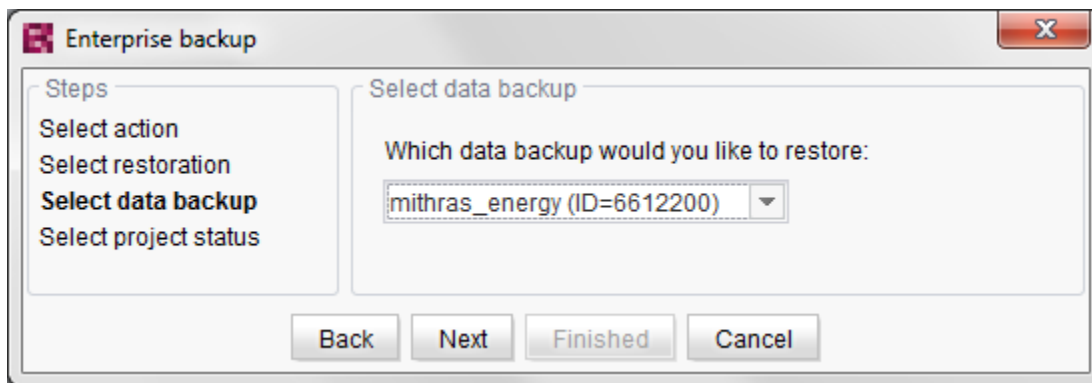 Enterprise backup
Steps
Select action
Select restoration
Select data backup
Select project status
Select data backup
Which data backup would you like to restore:
mithras_energy (ID=6612200)
Back Next Finished Cancel